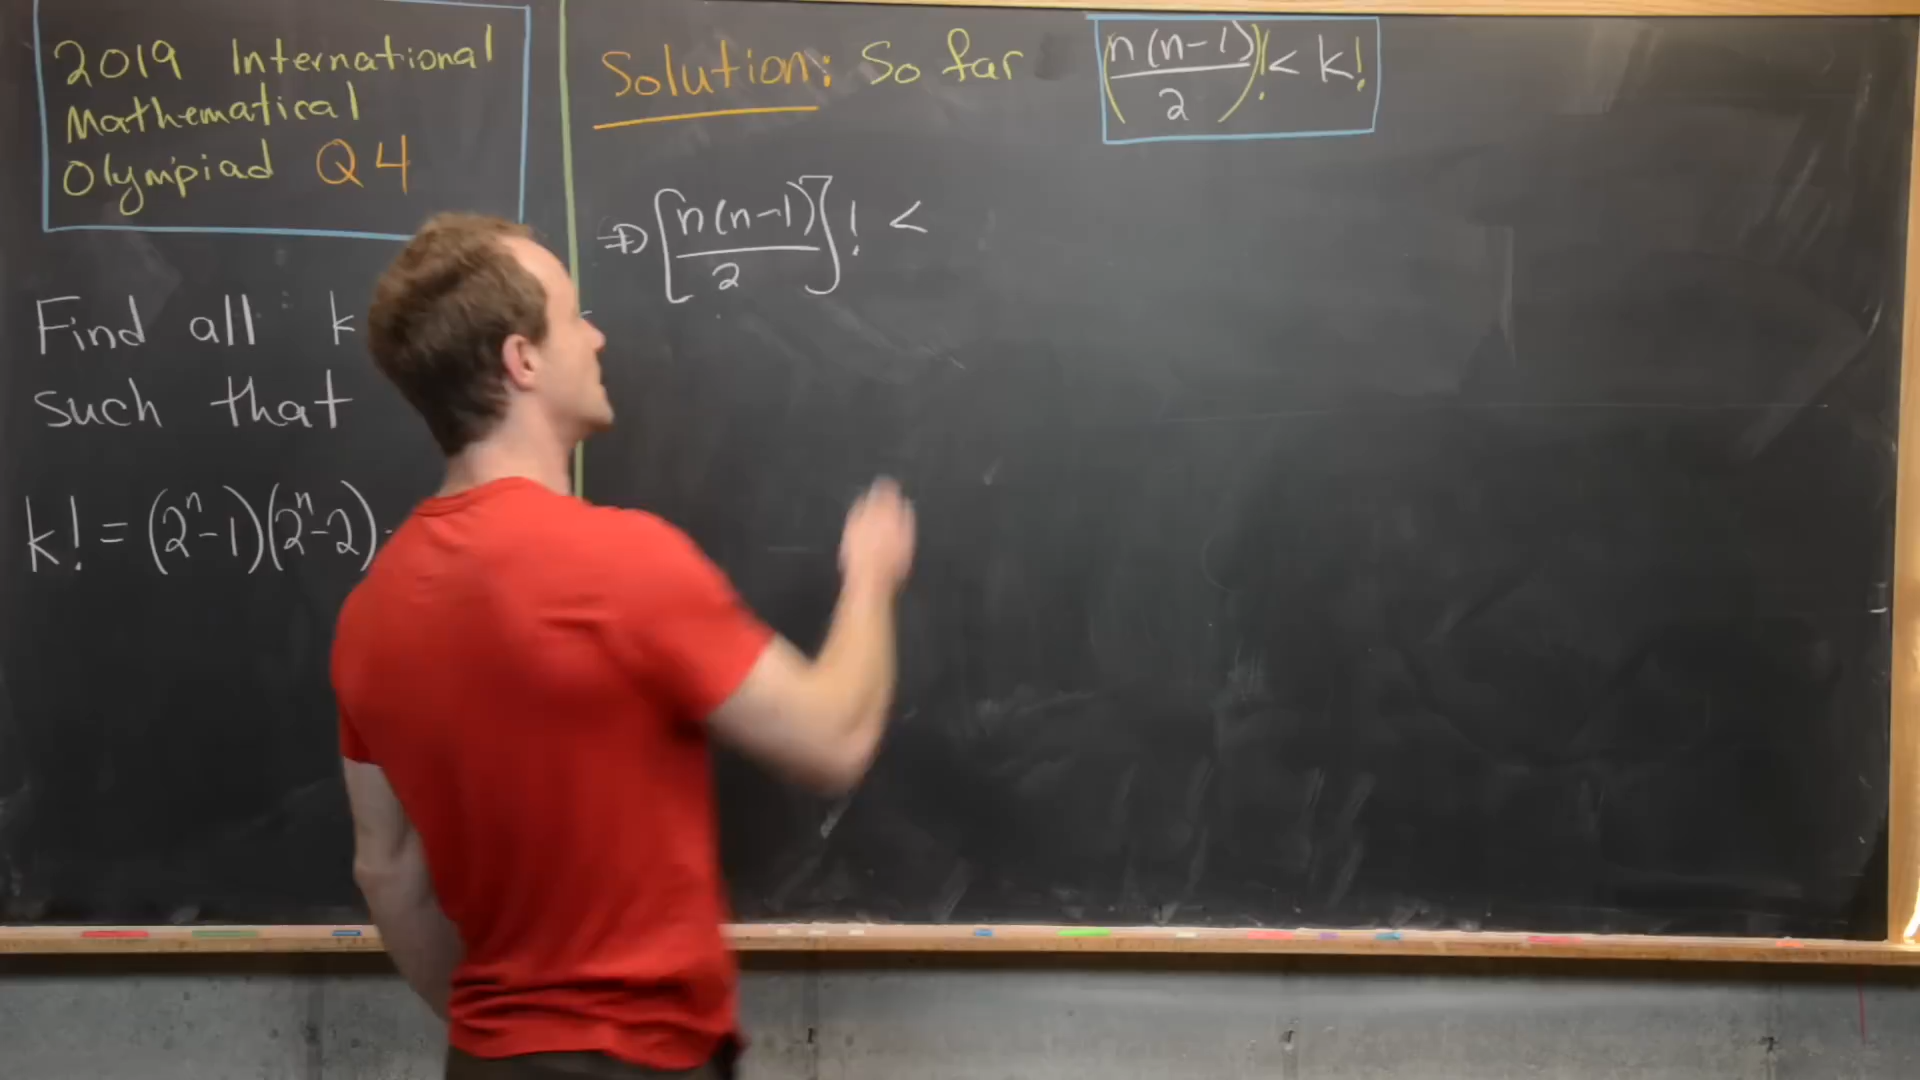 2019 International
Mathematical
Olympiad Q4
Find all k
such that
k! = (2^n-1)(2^n-2)
Solution: So far (n(n-1)/2)! < k!
⇒ [n(n-1)/2]! <